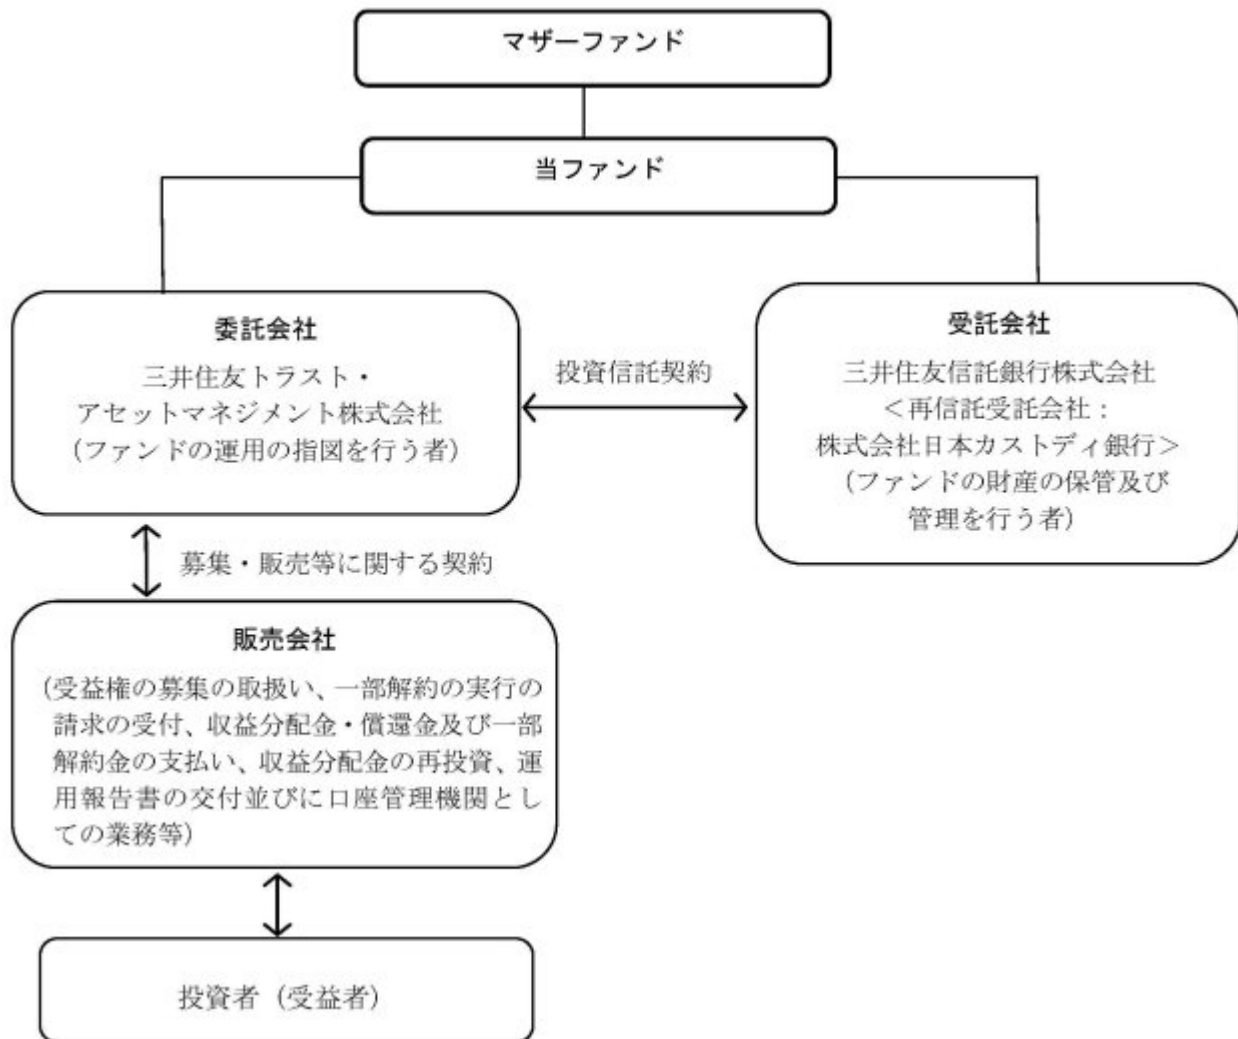 マザーファンド
当ファンド
委託会社
三井住友トラスト・
アセットマネジメント株式会社
（ファンドの運用の指図を行う者）
投資信託契約
受託会社
三井住友信託銀行株式会社
＜再信託受託会社：
株式会社日本カストディ銀行＞
（ファンドの財産の保管及び
管理を行う者）
募集・販売等に関する契約
販売会社
（受益権の募集の取扱い、一部解約の実行の
請求の受付、収益分配金・償還金及び一部
解約金の支払い、収益分配金の再投資、運
用報告書の交付並びに口座管理機関とし
ての業務等）
投資者（受益者）